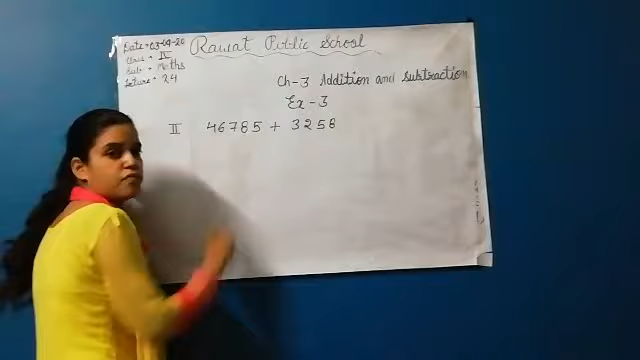 Date = 03-04-20
Class = IV
Sub. = Maths
Lecture = 24
Rawat Public School
Ch-3 Addition and Subtraction
Ex-3
II 46785 + 3258